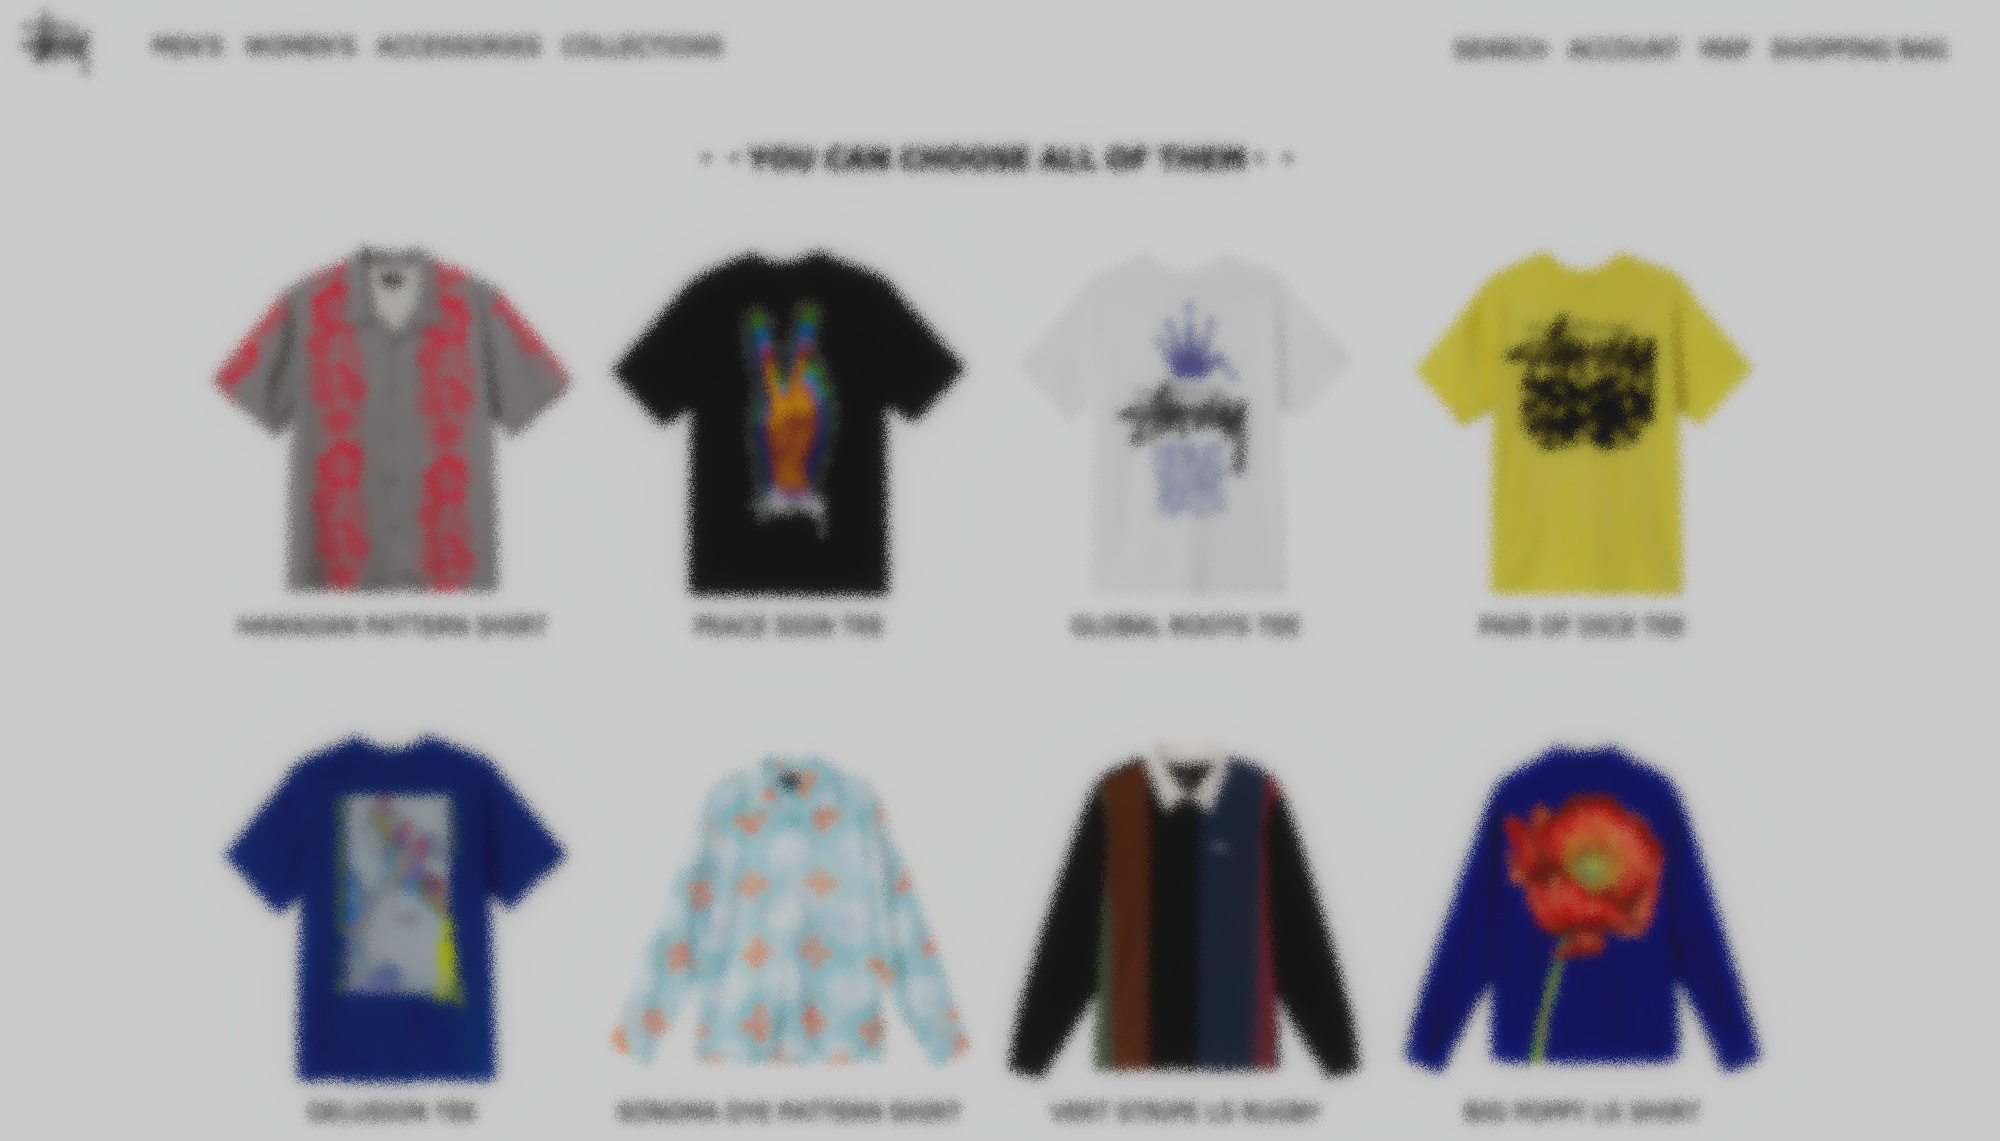 MEN'S WOMEN'S ACCESSORIES COLLECTIONS
SEARCH ACCOUNT MAP SHOPPING BAG
YOU CAN CHOOSE ALL OF THEM
HAWAIIAN PATTERN SHIRT
PEACE SIGN TEE
GLOBAL ROOTS TEE
PAIR OF DICE TEE
DELUSION TEE
PATTERN SHIRT
VERT STRIPE LS RUGBY
BIG POPPY LS SHIRT